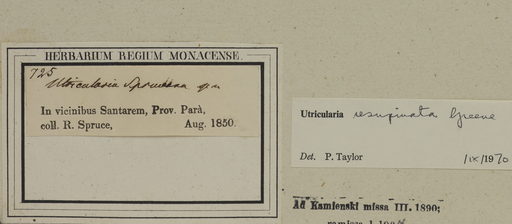 HERBARIUM REGIUM MONACENSE.
725
Utricularia Spruceana
In vicinibus Santarem, Prov. Parà,
coll. R. Spruce, Aug. 1850.
Utricularia resupinata Greene
Det. P. Taylor /IX/1970
Ad Kamienski missa III. 1890;
remissa